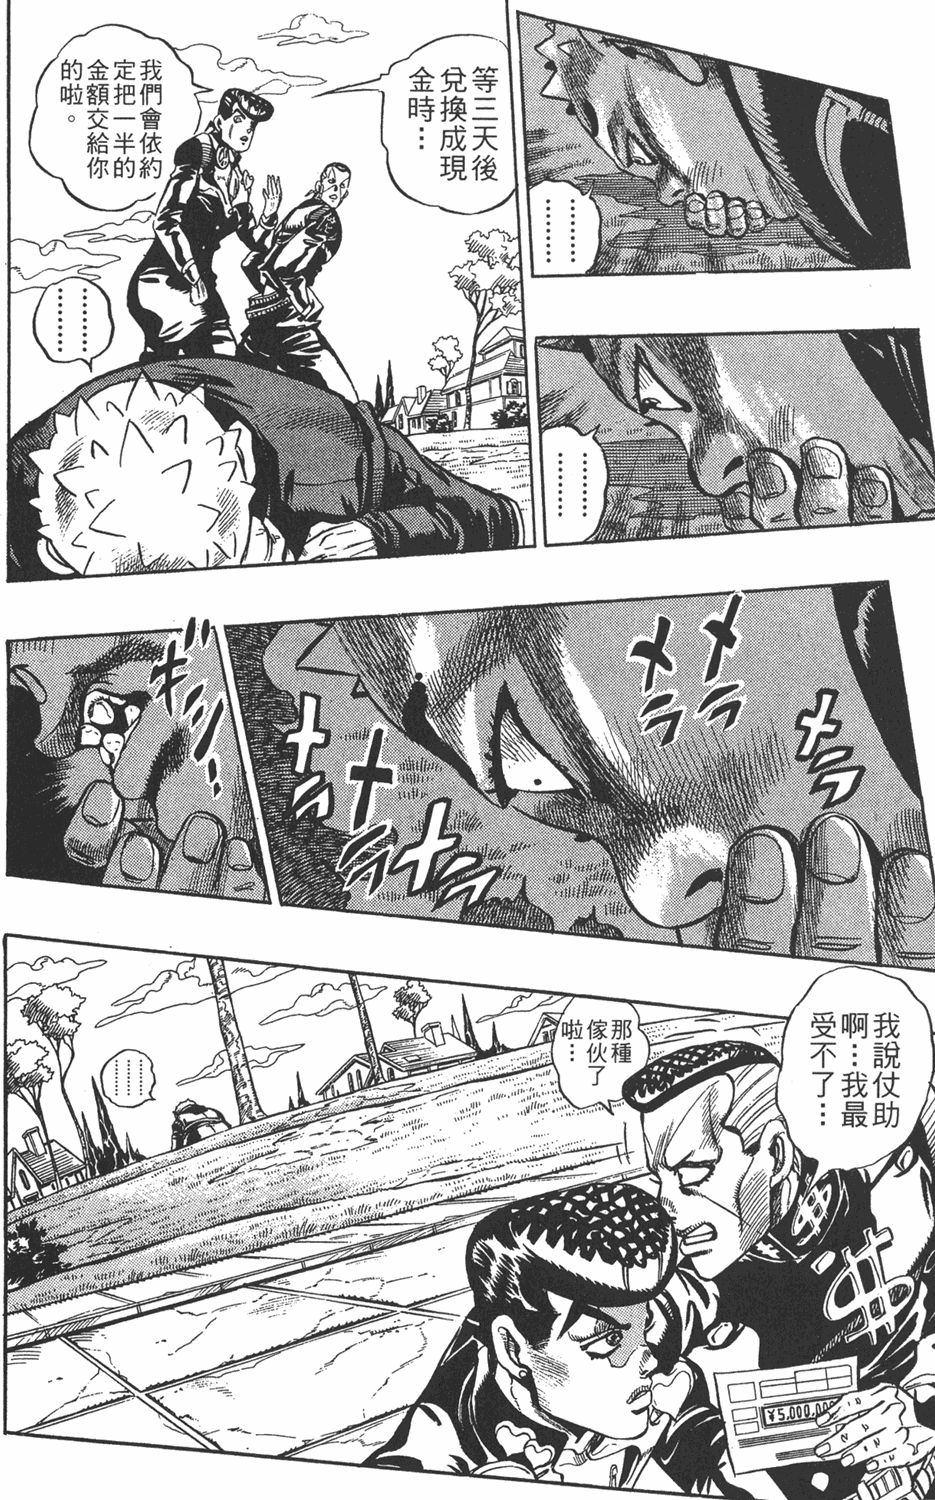 ⋯⋯
⋯⋯
等三天後
兌換成現
金時⋯
我們會依約
定把一半的
金額交給你
的啦。
⋯⋯
⋯⋯
⋯⋯
⋯⋯
メラ
メラ
メラ
メラ
メラ
メラ
ギリ!
我說仗助
啊⋯我最
受不了⋯
那種
傢伙了
啦⋯
⋯⋯
⋯⋯
¥5,000,00